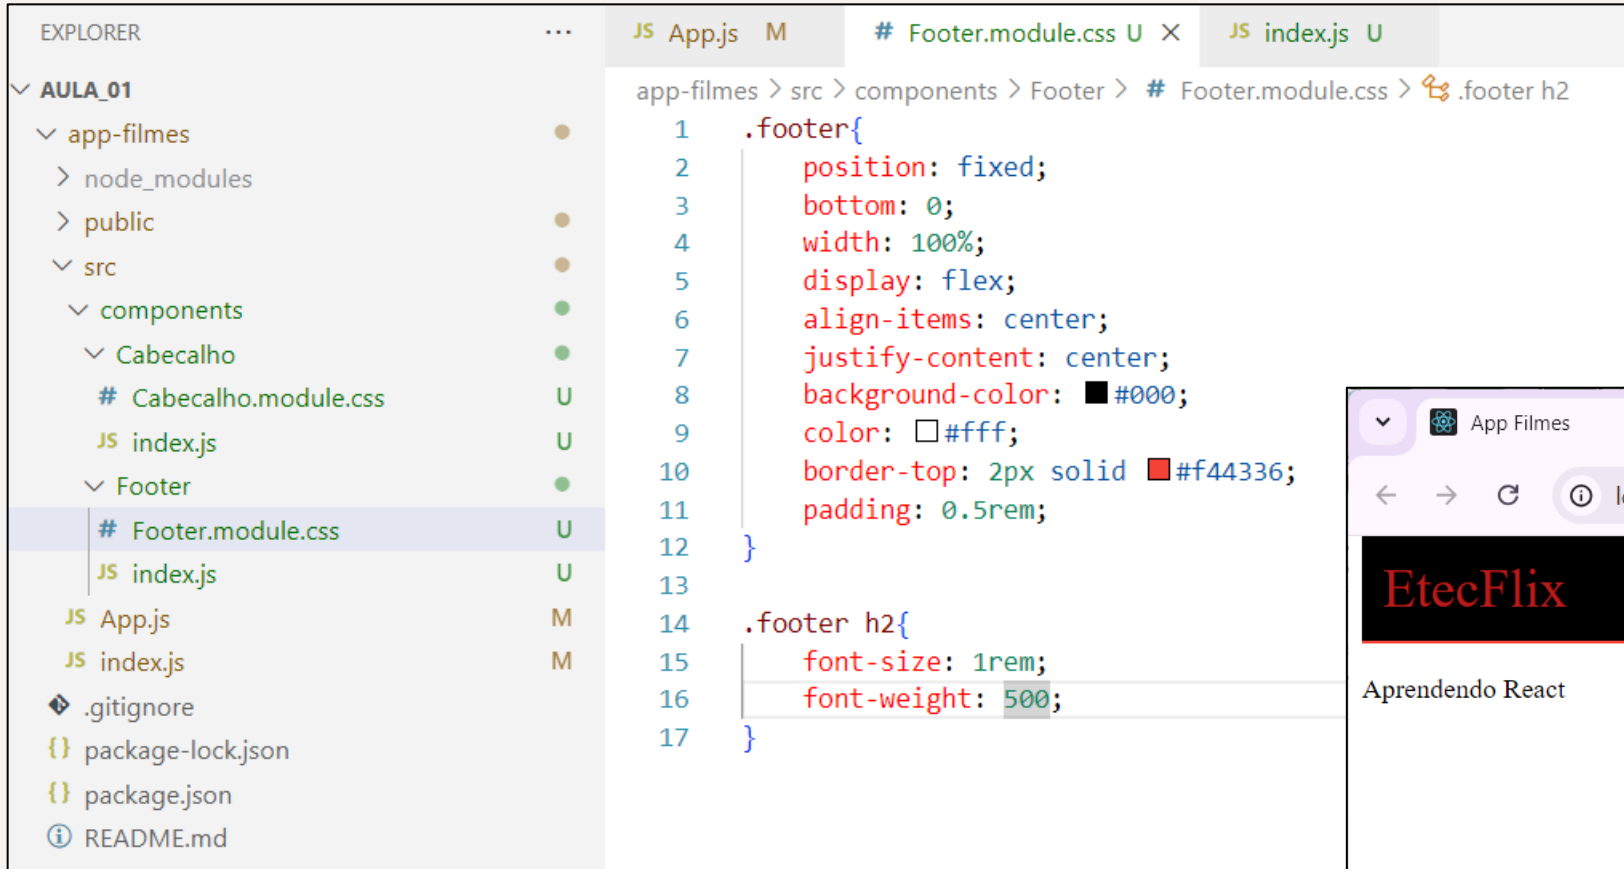 EXPLORER ...
AULA_01
app-filmes
node_modules
public
src
components
Cabecalho
# Cabecalho.module.css U
JS index.js U
Footer
# Footer.module.css U
JS index.js U
JS App.js M
JS index.js M
.gitignore
{} package-lock.json
{} package.json
README.md
JS App.js M # Footer.module.css U JS index.js U
app-filmes > src > components > Footer > # Footer.module.css > .footer h2
1 .footer{
2 position: fixed;
3 bottom: 0;
4 width: 100%;
5 display: flex;
6 align-items: center;
7 justify-content: center;
8 background-color: #000;
9 color: #fff;
10 border-top: 2px solid #f44336;
11 padding: 0.5rem;
12 }
13
14 .footer h2{
15 font-size: 1rem;
16 font-weight: 500;
17 }
App Filmes
EtecFlix
Aprendendo React